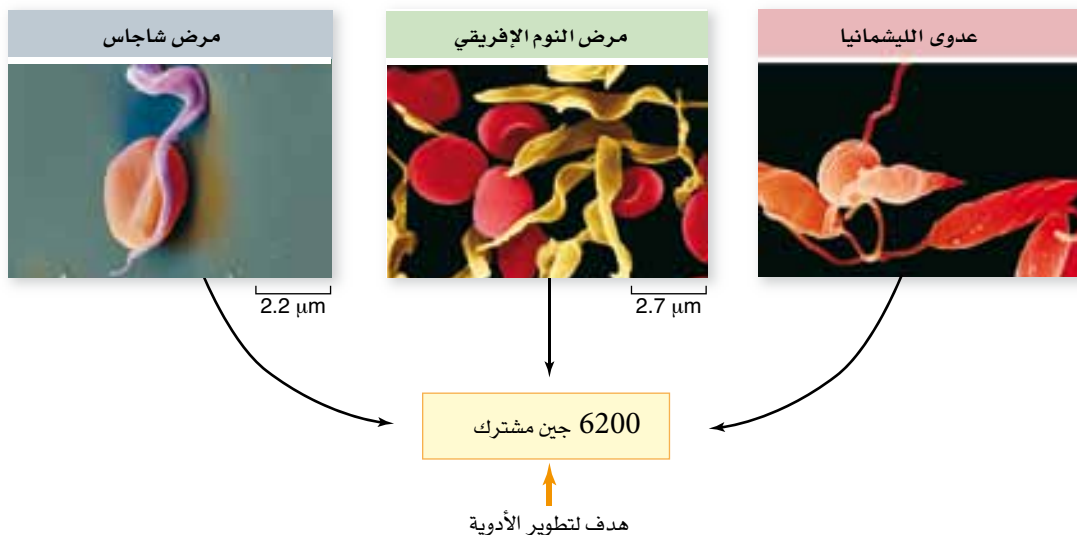 عدوى الليشمانيا
مرض النوم الإفريقي
مرض شاجاس
2.7 µm
2.2 µm
6200 جين مشترك
هدف لتطوير الأدوية